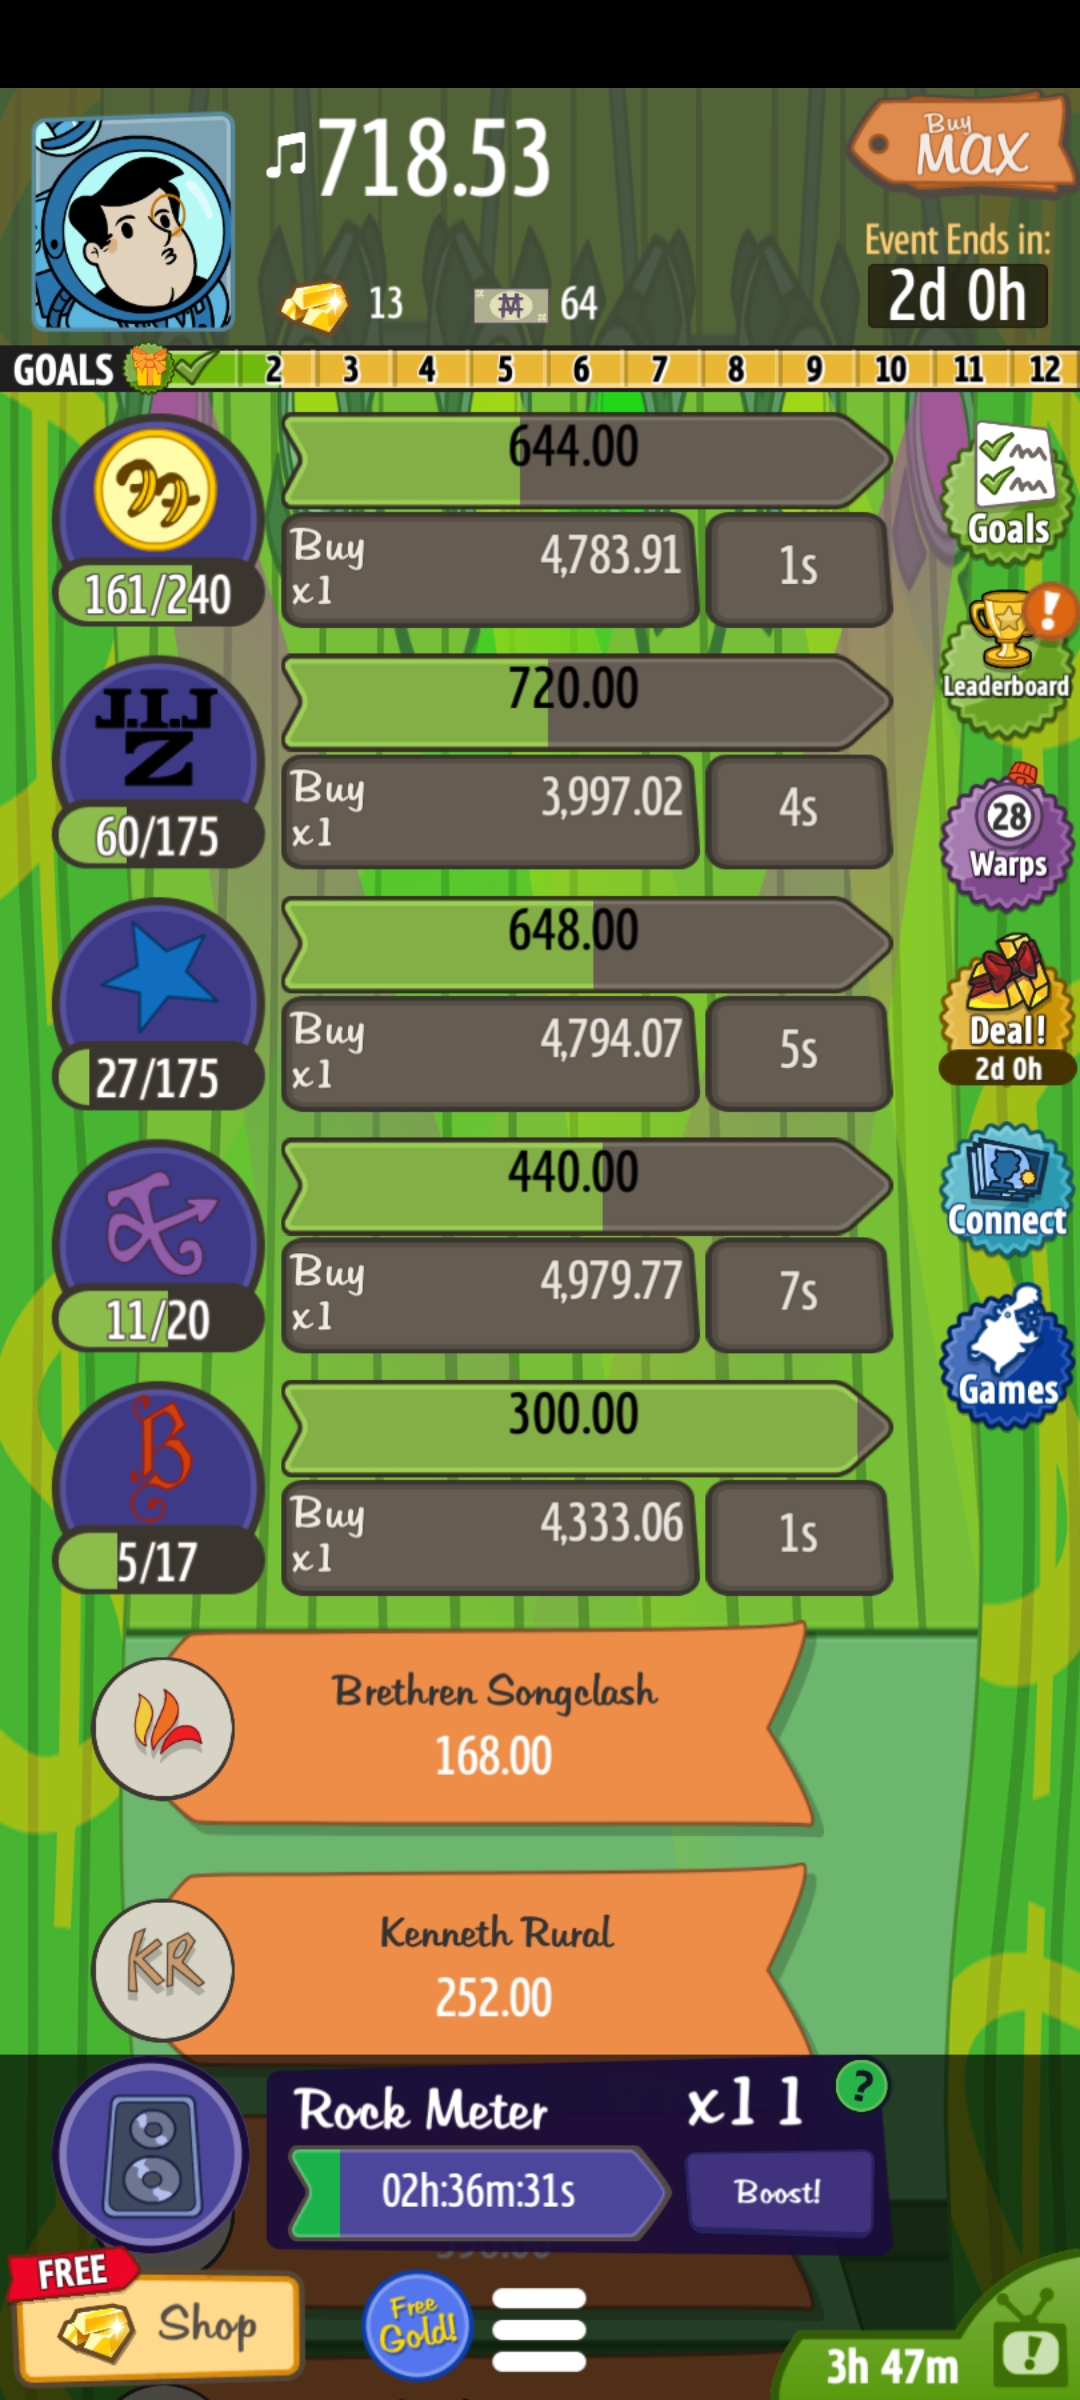 ♫718.53
Buy
MAX
Event Ends in:
2d 0h
13
64
GOALS 2 3 4 5 6 7 8 9 10 11 12
644.00
Buy
x1
4,783.91
1s
161/240
Goals
J.I.J
Z
720.00
Buy
x1
3,997.02
4s
60/175
Leaderboard
648.00
Buy
x1
4,794.07
5s
27/175
28
Warps
440.00
Buy
x1
4,979.77
7s
11/20
Deal!
2d 0h
B
300.00
Buy
x1
4,333.06
1s
5/17
Connect
Games
Brethren Songclash
168.00
KR
Kenneth Rural
252.00
Rock Meter
x11
?
02h:36m:31s
Boost!
FREE
Shop
Free
Gold!
3h 47m